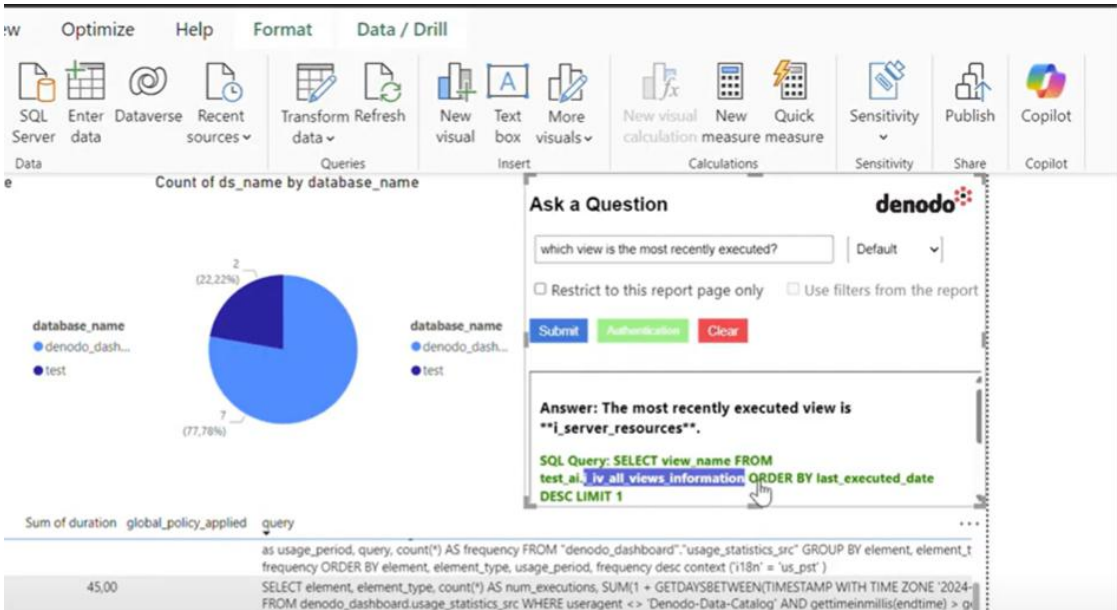 Optimize Help Format Data / Drill
SQL Server
Enter data
Dataverse
Recent sources
Transform data
Refresh
New visual
Text box
More visuals
New visual calculation
New measure
Quick measure
Sensitivity
Publish
Copilot
Data
Queries
Insert
Calculations
Sensitivity
Share
Copilot
Count of ds_name by database_name
2
(22,22%)
7
(77,78%)
database_name
denodo_dash...
test
database_name
denodo_dash...
test
Ask a Question
denodo
which view is the most recently executed?
Default
Restrict to this report page only
Use filters from the report
Submit
Authentication
Clear
Answer: The most recently executed view is
**i_server_resources**.
SQL Query: SELECT view_name FROM
test_ai.i_iv_all_views_information ORDER BY last_executed_date
DESC LIMIT 1
Sum of duration global_policy_applied query
...
as usage_period, query, count(*) AS frequency FROM "denodo_dashboard"."usage_statistics_src" GROUP BY element, element_t
frequency ORDER BY element, element_type, usage_period, frequency desc context ('i18n' = 'us_pst' )
45,00 SELECT element, element_type, count(*) AS num_executions, SUM(1 + GETDAYSBETWEEN(TIMESTAMP WITH TIME ZONE '2024-
FROM denodo_dashboard.usage_statistics_src WHERE useragent <> 'Denodo-Data-Catalog' AND gettimeinmillis(endtime) >